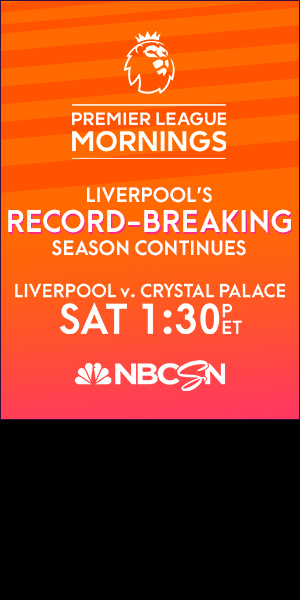 PREMIER LEAGUE
MORNINGS
LIVERPOOL'S
RECORD-BREAKING
SEASON CONTINUES
LIVERPOOL v. CRYSTAL PALACE
SAT 1:30 P ET
NBCSN